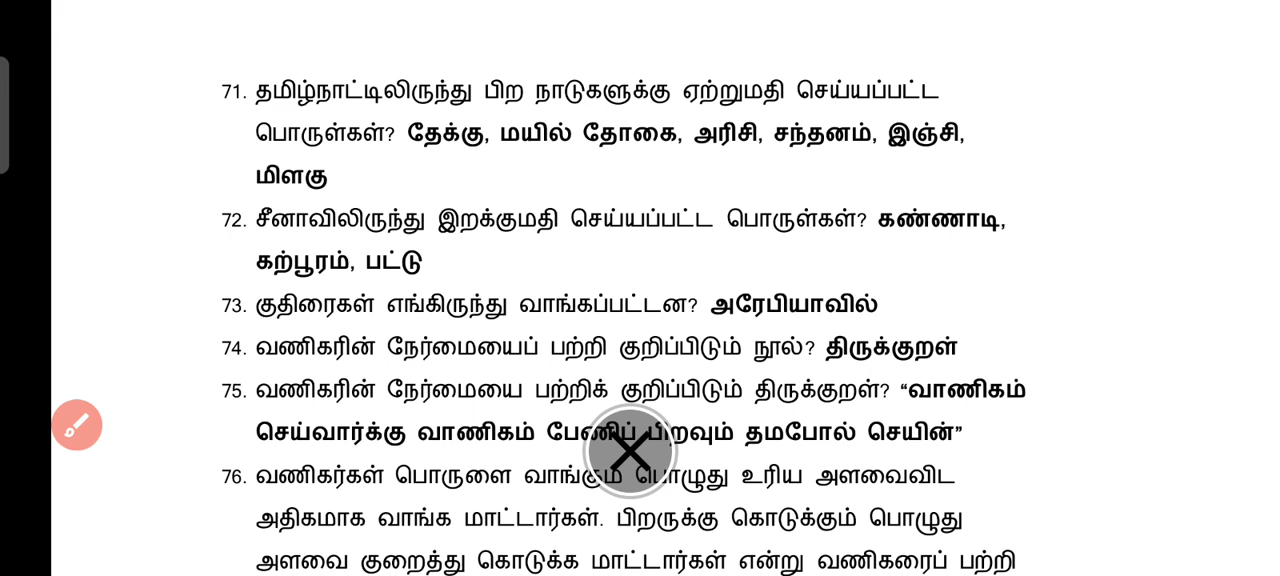 71. தமிழ்நாட்டிலிருந்து பிற நாடுகளுக்கு ஏற்றுமதி செய்யப்பட்ட
பொருள்கள்? தேக்கு, மயில் தோகை, அரிசி, சந்தனம், இஞ்சி,
மிளகு
72. சீனாவிலிருந்து இறக்குமதி செய்யப்பட்ட பொருள்கள்? கண்ணாடி,
கற்பூரம், பட்டு
73. குதிரைகள் எங்கிருந்து வாங்கப்பட்டன? அரேபியாவில்
74. வணிகரின் நேர்மையைப் பற்றி குறிப்பிடும் நூல்? திருக்குறள்
75. வணிகரின் நேர்மையை பற்றிக் குறிப்பிடும் திருக்குறள்? “வாணிகம்
செய்வார்க்கு வாணிகம் பேணிப் பிறவும் தமபோல் செயின்”
76. வணிகர்கள் பொருளை வாங்கும் பொழுது உரிய அளவைவிட
அதிகமாக வாங்க மாட்டார்கள். பிறருக்கு கொடுக்கும் பொழுது
அளவை குறைத்து கொடுக்க மாட்டார்கள் என்று வணிகரைப் பற்றி